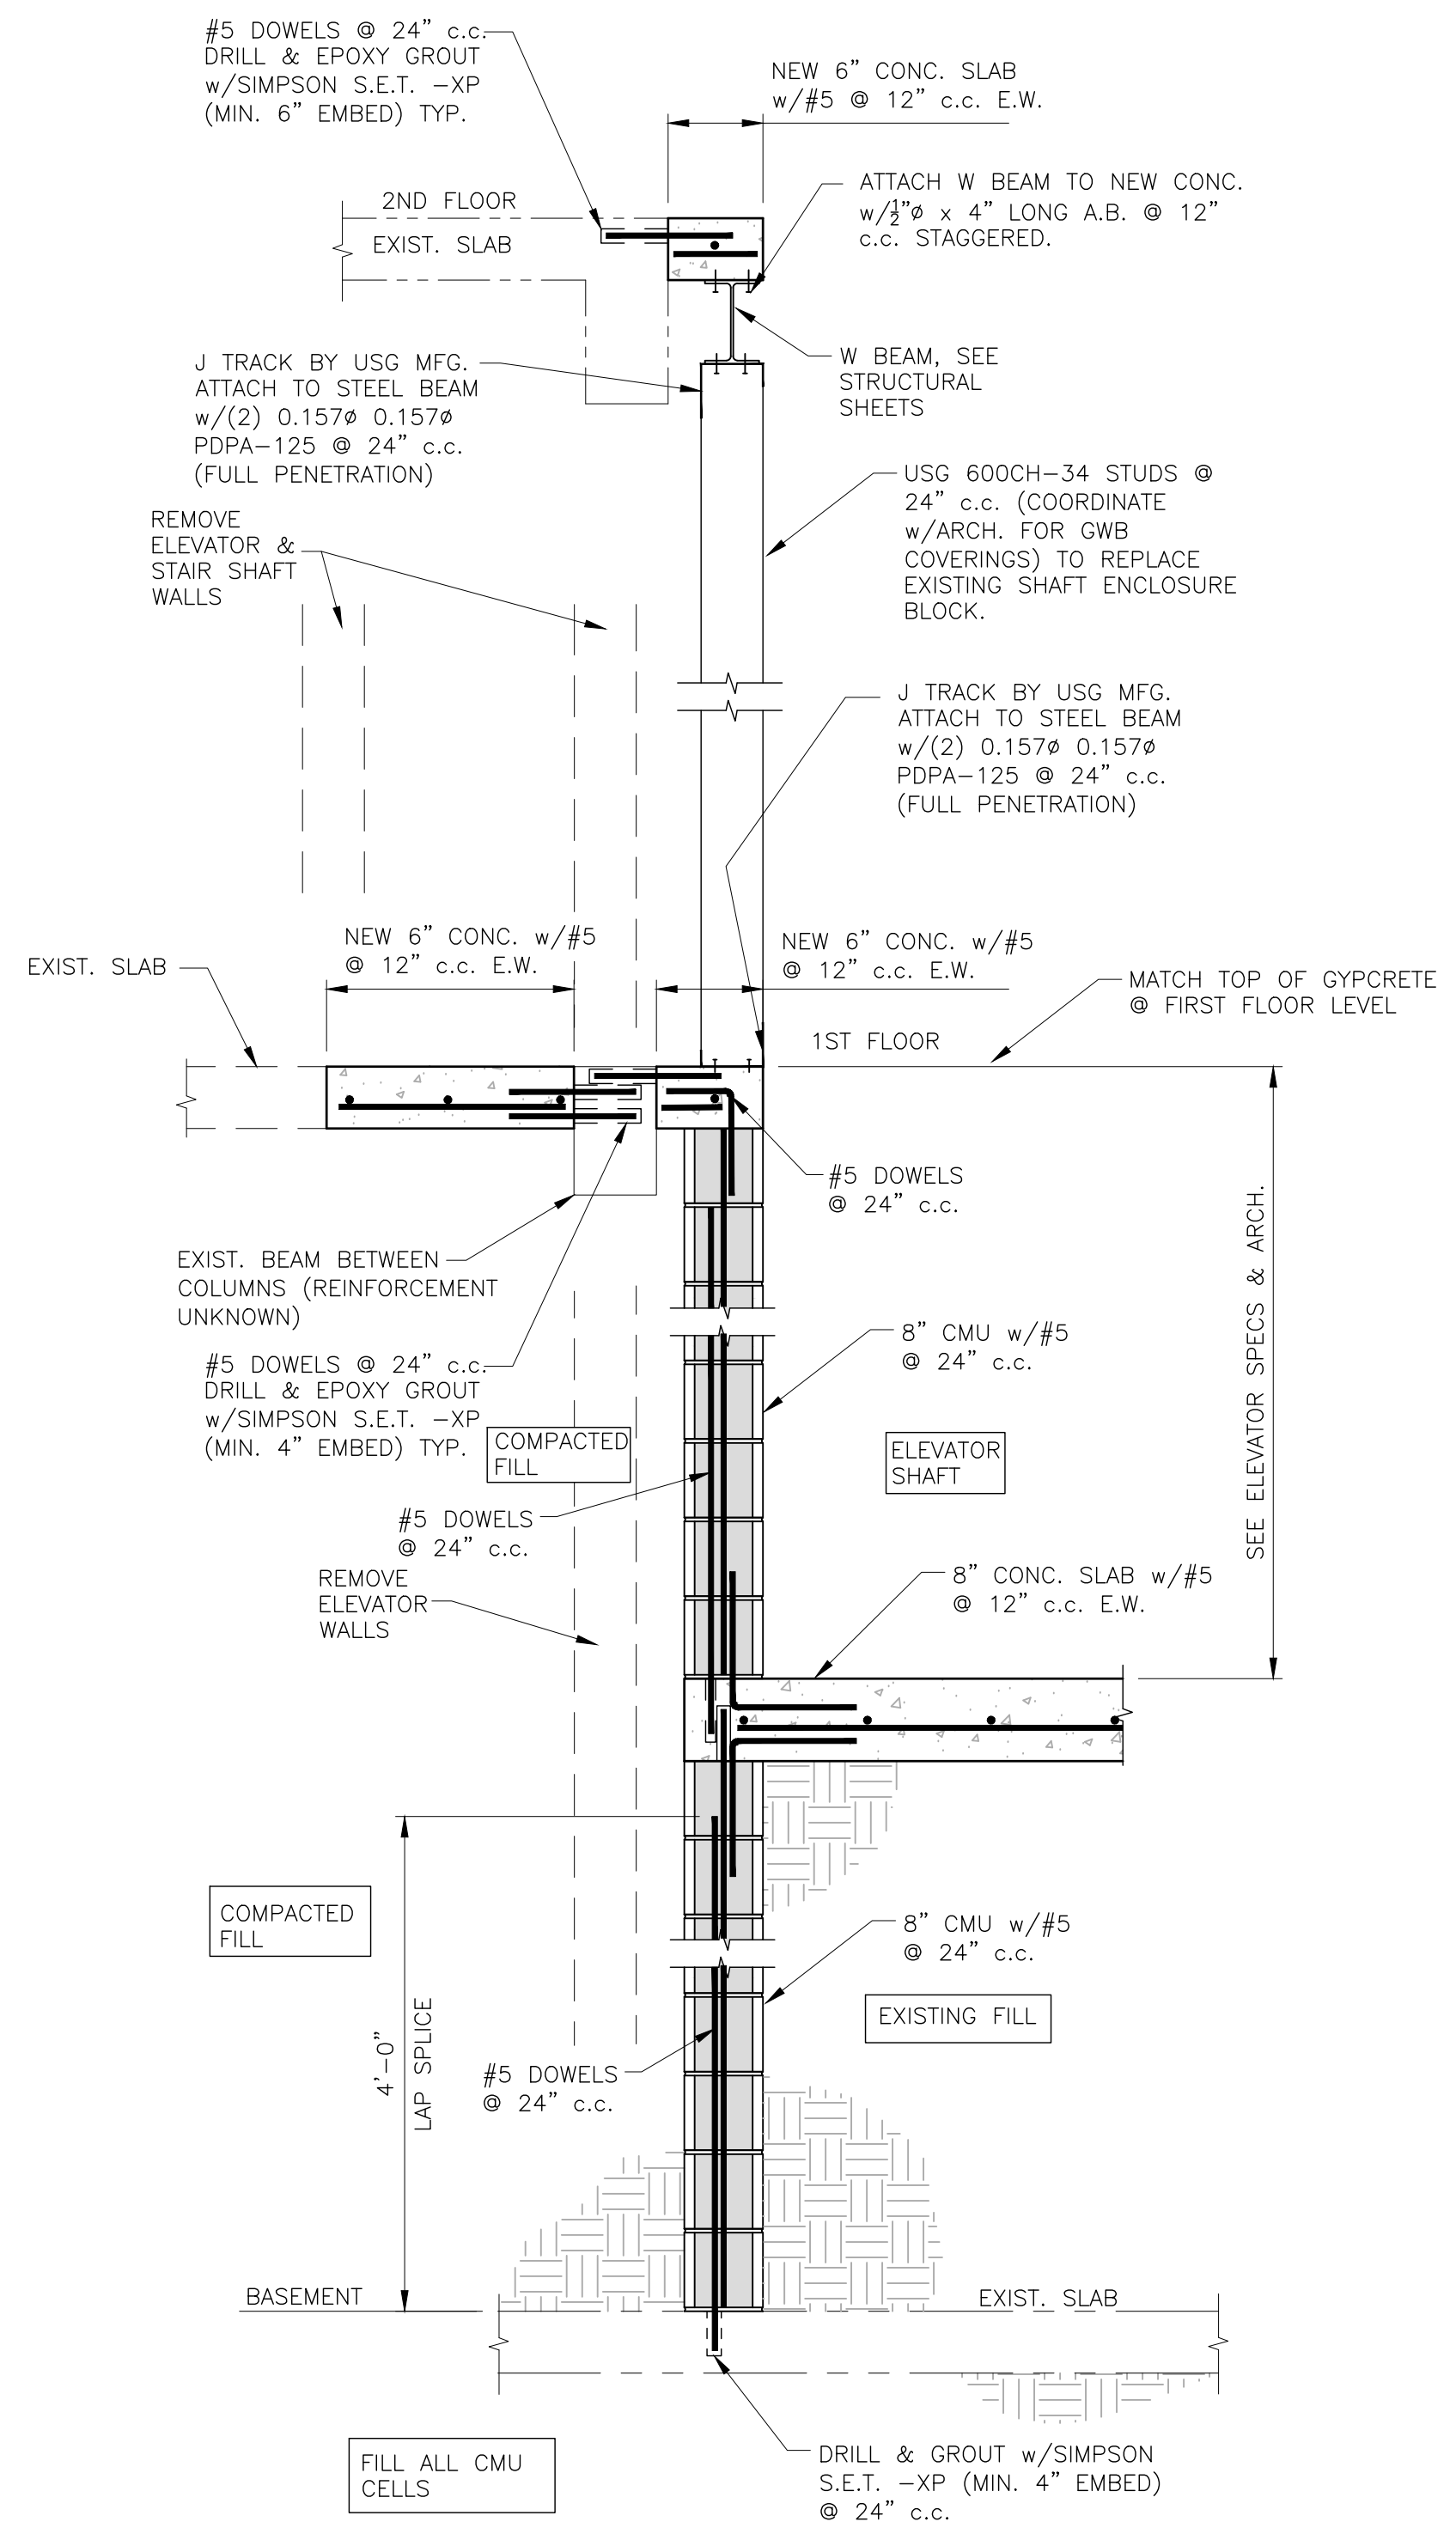 #5 DOWELS @ 24" c.c.
DRILL & EPOXY GROUT
w/SIMPSON S.E.T. -XP
(MIN. 6" EMBED) TYP.
NEW 6" CONC. SLAB
w/#5 @ 12" c.c. E.W.
ATTACH W BEAM TO NEW CONC.
w/½"ø x 4" LONG A.B. @ 12"
c.c. STAGGERED.
2ND FLOOR
EXIST. SLAB
J TRACK BY USG MFG.
ATTACH TO STEEL BEAM
w/(2) 0.157ø 0.157ø
PDPA-125 @ 24" c.c.
(FULL PENETRATION)
W BEAM, SEE
STRUCTURAL
SHEETS
USG 600CH-34 STUDS @
24" c.c. (COORDINATE
w/ARCH. FOR GWB
COVERINGS) TO REPLACE
EXISTING SHAFT ENCLOSURE
BLOCK.
REMOVE
ELEVATOR &
STAIR SHAFT
WALLS
J TRACK BY USG MFG.
ATTACH TO STEEL BEAM
w/(2) 0.157ø 0.157ø
PDPA-125 @ 24" c.c.
(FULL PENETRATION)
NEW 6" CONC. w/#5
@ 12" c.c. E.W.
NEW 6" CONC. w/#5
@ 12" c.c. E.W.
EXIST. SLAB
MATCH TOP OF GYPCRETE
@ FIRST FLOOR LEVEL
1ST FLOOR
#5 DOWELS
@ 24" c.c.
SEE ELEVATOR SPECS & ARCH.
EXIST. BEAM BETWEEN
COLUMNS (REINFORCEMENT
UNKNOWN)
8" CMU w/#5
@ 24" c.c.
#5 DOWELS @ 24" c.c.
DRILL & EPOXY GROUT
w/SIMPSON S.E.T. -XP
(MIN. 4" EMBED) TYP.
COMPACTED
FILL
ELEVATOR
SHAFT
#5 DOWELS
@ 24" c.c.
REMOVE
ELEVATOR
WALLS
8" CONC. SLAB w/#5
@ 12" c.c. E.W.
COMPACTED
FILL
8" CMU w/#5
@ 24" c.c.
EXISTING FILL
4'-0"
LAP SPLICE
#5 DOWELS
@ 24" c.c.
BASEMENT
EXIST. SLAB
FILL ALL CMU
CELLS
DRILL & GROUT w/SIMPSON
S.E.T. -XP (MIN. 4" EMBED)
@ 24" c.c.